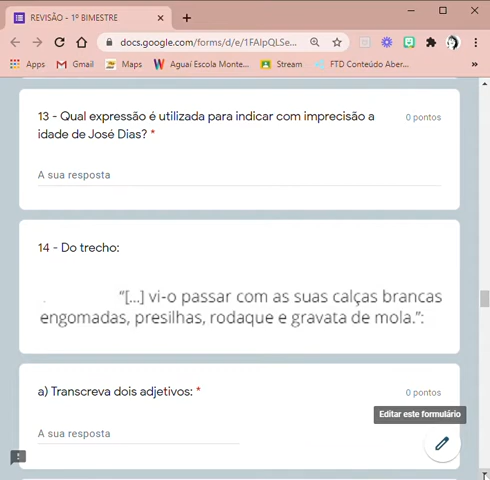 REVISÃO - 1º BIMESTRE
docs.google.com/forms/d/e/1FAIpQLSe...
Apps Gmail Maps Aguaí Escola Monte... Stream FTD Conteúdo Aber... »
13 - Qual expressão é utilizada para indicar com imprecisão a 0 pontos
idade de José Dias? *
A sua resposta
14 - Do trecho:
“[...] vi-o passar com as suas calças brancas
engomadas, presilhas, rodaque e gravata de mola.”:
a) Transcreva dois adjetivos: * 0 pontos
Editar este formulário
A sua resposta